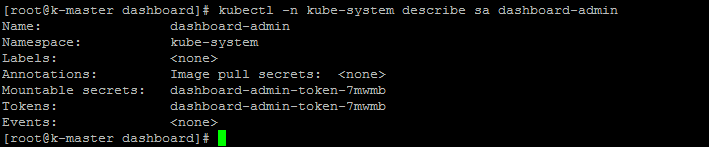 [root@k-master dashboard]# kubectl -n kube-system describe sa dashboard-admin
Name:                dashboard-admin
Namespace:           kube-system
Labels:              <none>
Annotations:         Image pull secrets:  <none>
Mountable secrets:   dashboard-admin-token-7mwmb
Tokens:              dashboard-admin-token-7mwmb
Events:              <none>
[root@k-master dashboard]#